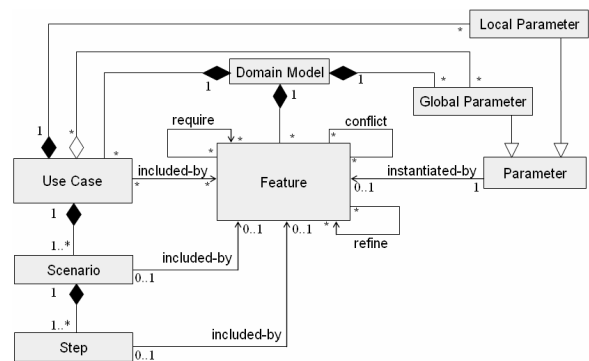 Local Parameter
*
Domain Model
1
1
1
*
*
Global Parameter
require
conflict
1
*
*
*
*
*
*
*
Use Case
included-by
*
*
Feature
instantiated-by
0..1
1
Parameter
1
0..1
0..1
*
*
refine
1..*
included-by
Scenario
0..1
1
1..*
included-by
Step
0..1